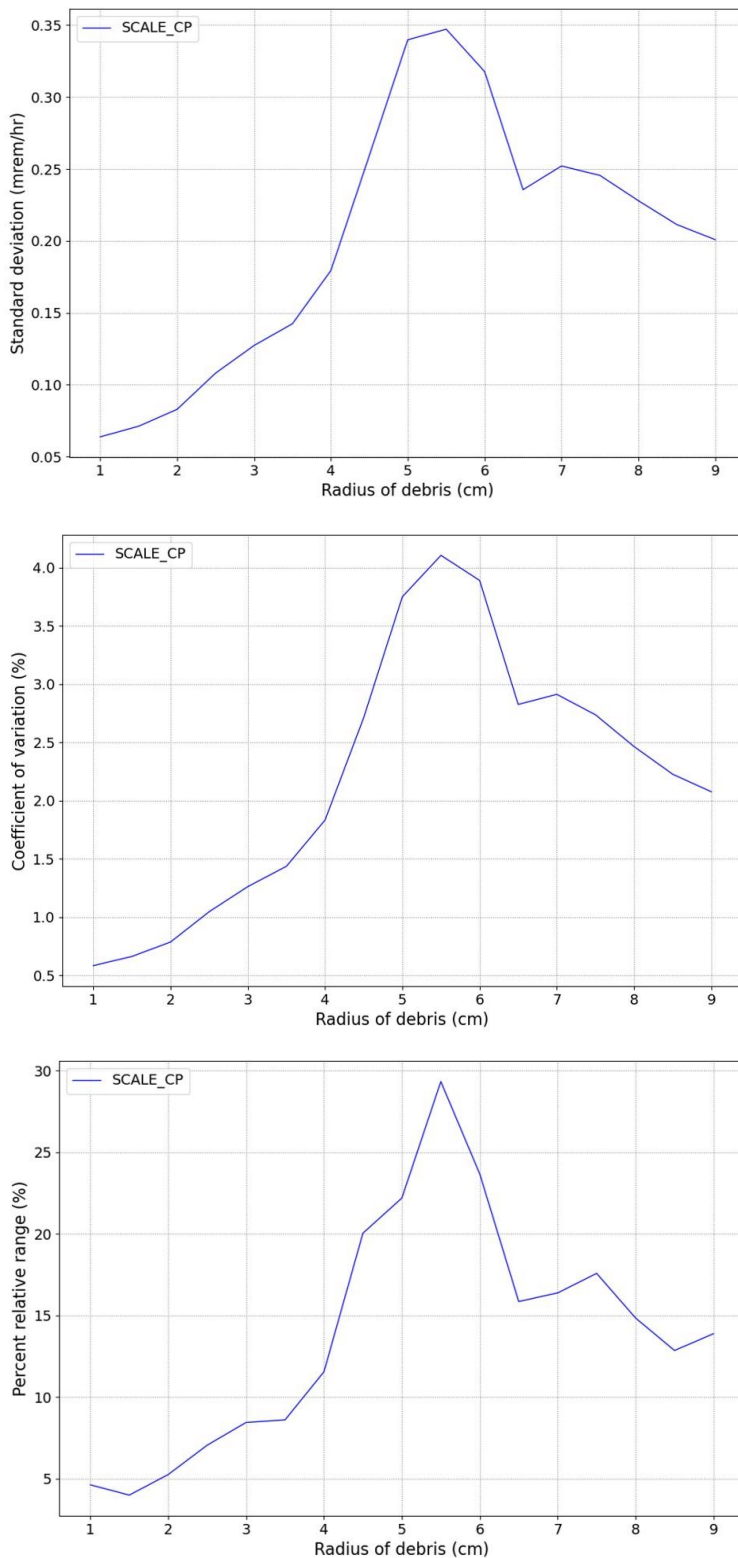 SCALE_CP
Standard deviation (mrem/hr)
0.35
0.30
0.25
0.20
0.15
0.10
0.05
1 2 3 4 5 6 7 8 9
Radius of debris (cm)
SCALE_CP
Coefficient of variation (%)
4.0
3.5
3.0
2.5
2.0
1.5
1.0
0.5
1 2 3 4 5 6 7 8 9
Radius of debris (cm)
SCALE_CP
Percent relative range (%)
30
25
20
15
10
5
1 2 3 4 5 6 7 8 9
Radius of debris (cm)